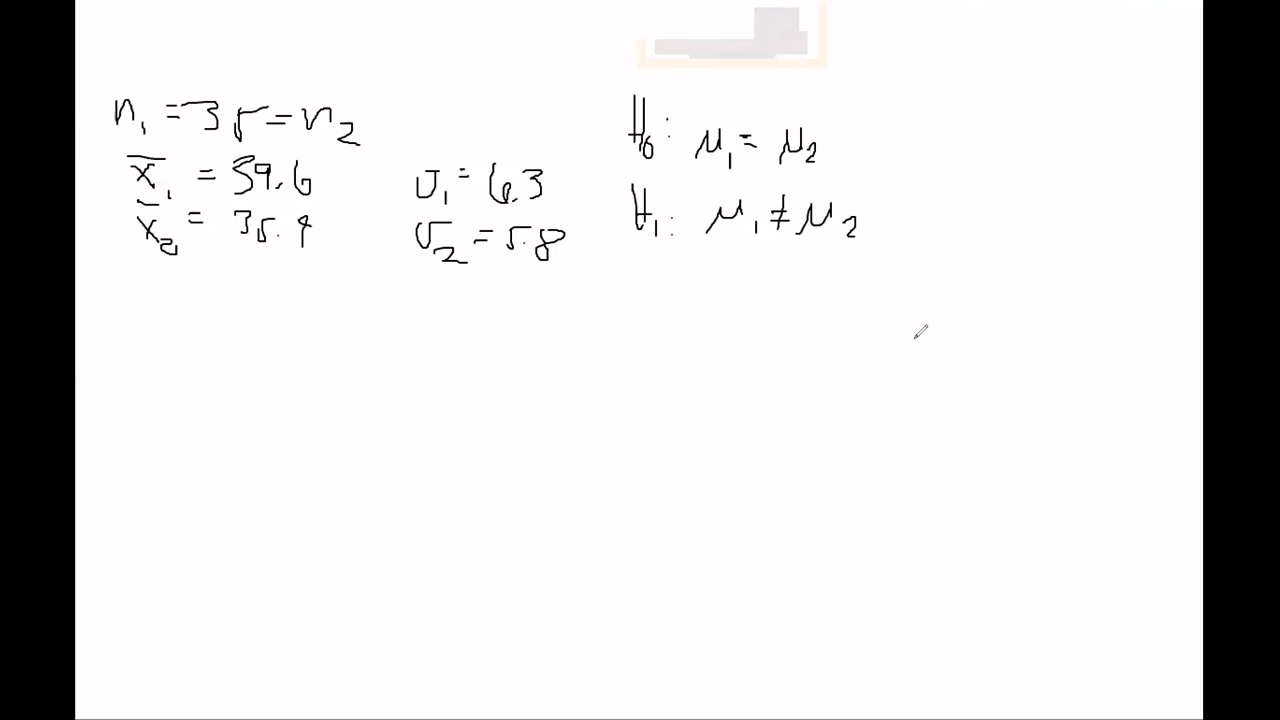 n₁ = 35 = n₂
x̄₁ = 39.6
x̄₂ = 35.4
σ₁ = 6.3
σ₂ = 5.8
H₀: μ₁ = μ₂
H₁: μ₁ ≠ μ₂